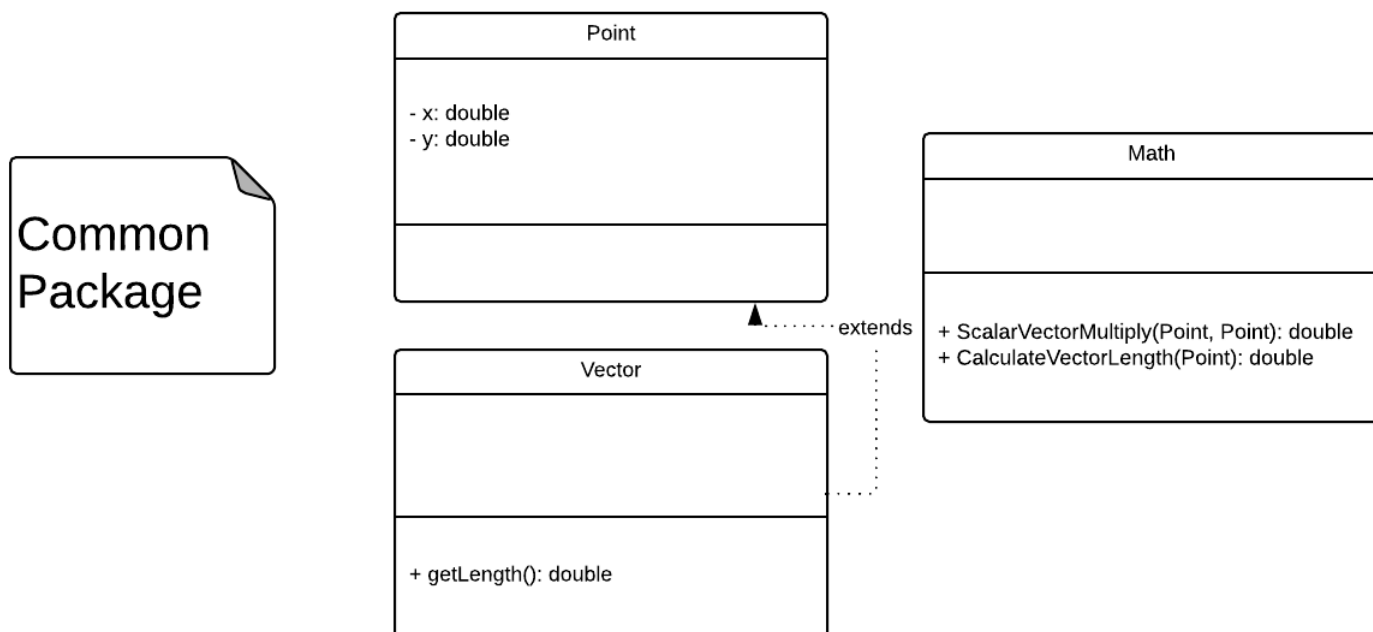 Common
Package
Point
- x: double
- y: double
extends
Vector
+ getLength(): double
Math
+ ScalarVectorMultiply(Point, Point): double
+ CalculateVectorLength(Point): double